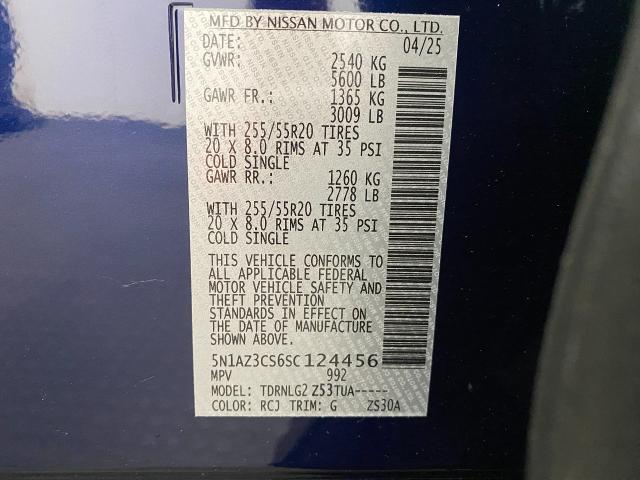 MFD BY NISSAN MOTOR CO., LTD.
DATE: 04/25
GVWR: 2540 KG
5600 LB
GAWR FR.: 1365 KG
3009 LB
WITH 255/55R20 TIRES
20 X 8.0 RIMS AT 35 PSI
COLD SINGLE
GAWR RR.: 1260 KG
2778 LB
WITH 255/55R20 TIRES
20 X 8.0 RIMS AT 35 PSI
COLD SINGLE
THIS VEHICLE CONFORMS TO
ALL APPLICABLE FEDERAL
MOTOR VEHICLE SAFETY AND
THEFT PREVENTION
STANDARDS IN EFFECT ON
THE DATE OF MANUFACTURE
SHOWN ABOVE.
5N1AZ3CS6SC124456
MPV 992
MODEL: TDRNLG2 Z53TUA-----
COLOR: RCJ TRIM: G ZS30A